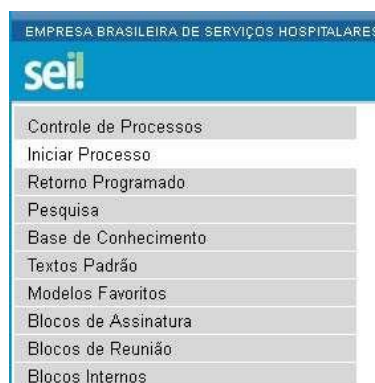 EMPRESA BRASILEIRA DE SERVIÇOS HOSPITALARES
sei!
Controle de Processos
Iniciar Processo
Retorno Programado
Pesquisa
Base de Conhecimento
Textos Padrão
Modelos Favoritos
Blocos de Assinatura
Blocos de Reunião
Blocos Internos